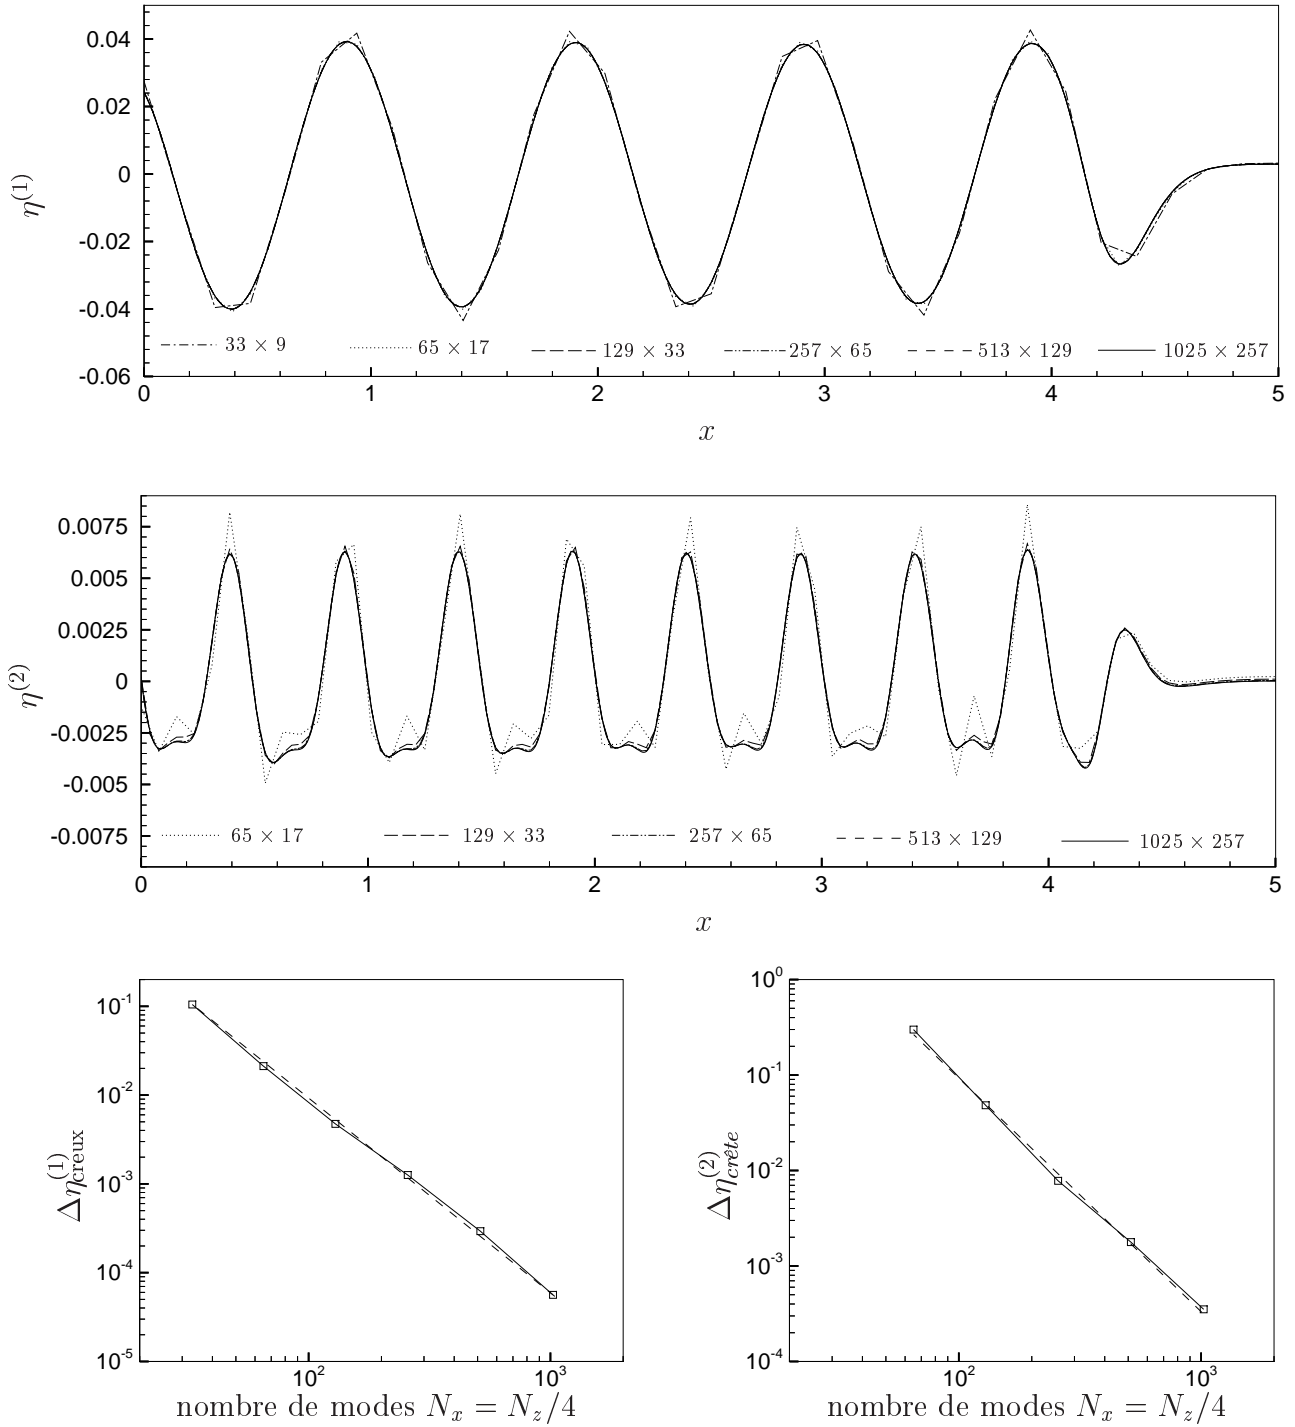 0.04
0.02
0
-0.02
-0.04
-0.06
η^(1)
33 × 9 65 × 17 129 × 33 257 × 65 513 × 129 1025 × 257
0 1 2 3 4 5
x
0.0075
0.005
0.0025
0
-0.0025
-0.005
-0.0075
η^(2)
65 × 17 129 × 33 257 × 65 513 × 129 1025 × 257
0 1 2 3 4 5
x
10^-1
10^-2
10^-3
10^-4
10^-5
Δη^(1)_creux
10^2 10^3
nombre de modes N_x = N_z/4
10^0
10^-1
10^-2
10^-3
10^-4
Δη^(2)_crête
10^2 10^3
nombre de modes N_x = N_z/4